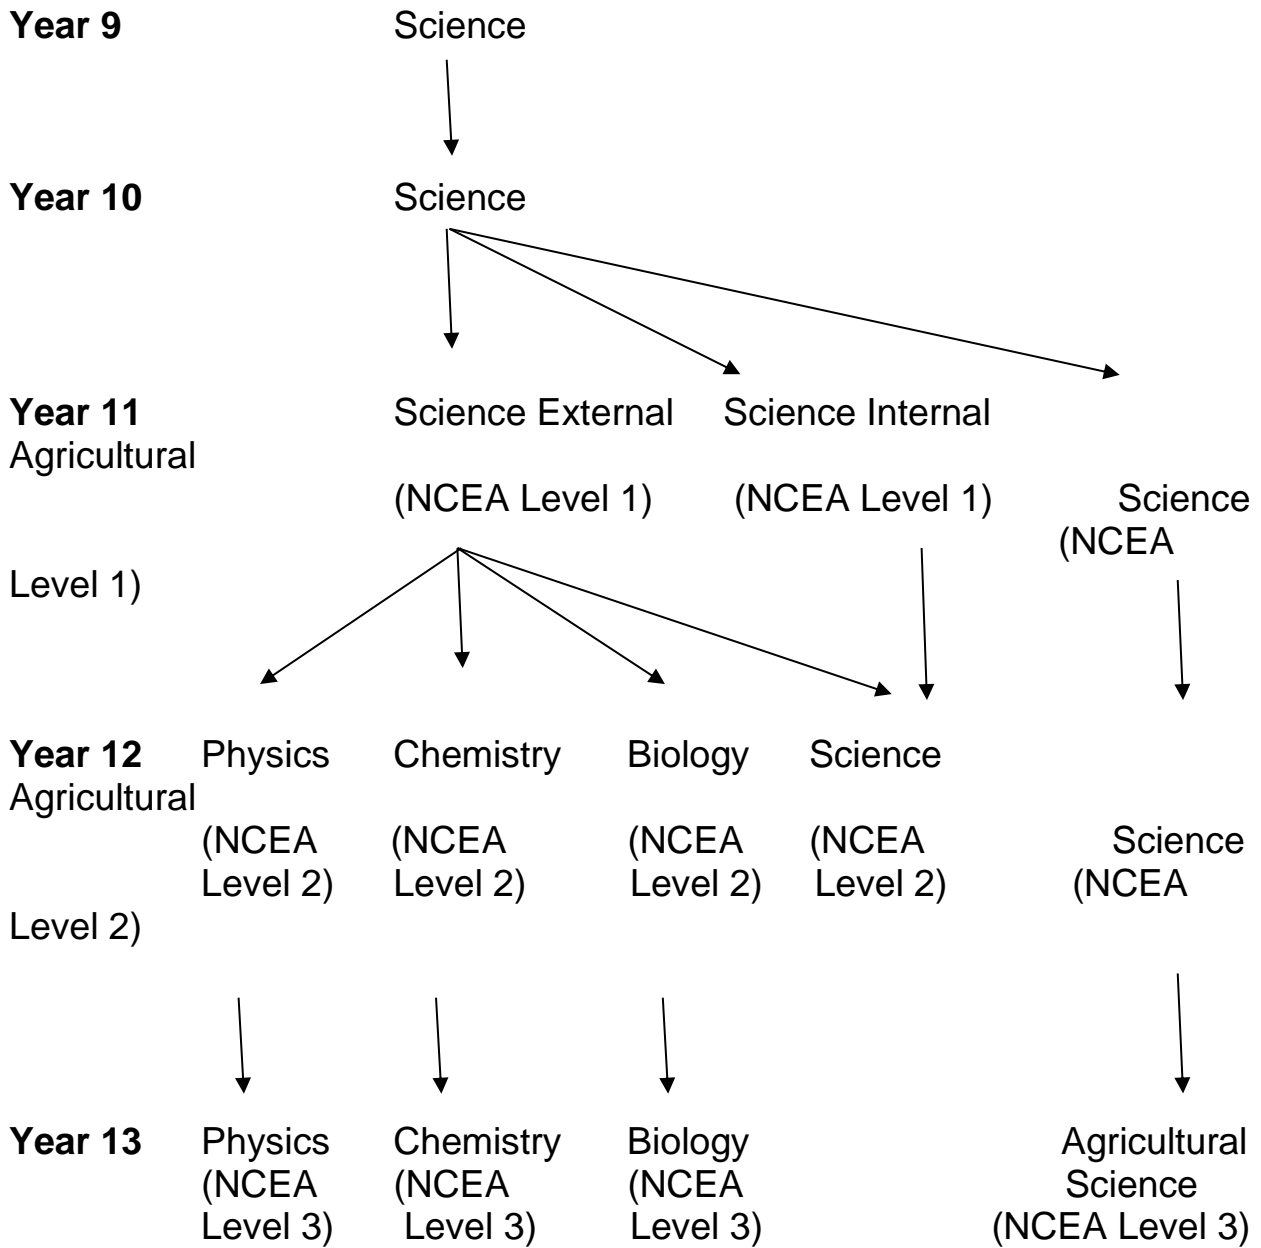 Year 9 Science
Year 10 Science
Year 11 Science External Science Internal
Agricultural
(NCEA Level 1) (NCEA Level 1) Science
(NCEA
Level 1)
Year 12 Physics Chemistry Biology Science
Agricultural
(NCEA (NCEA (NCEA (NCEA Science
Level 2) Level 2) Level 2) Level 2) (NCEA
Level 2)
Year 13 Physics Chemistry Biology Agricultural
(NCEA (NCEA (NCEA Science
Level 3) Level 3) Level 3) (NCEA Level 3)